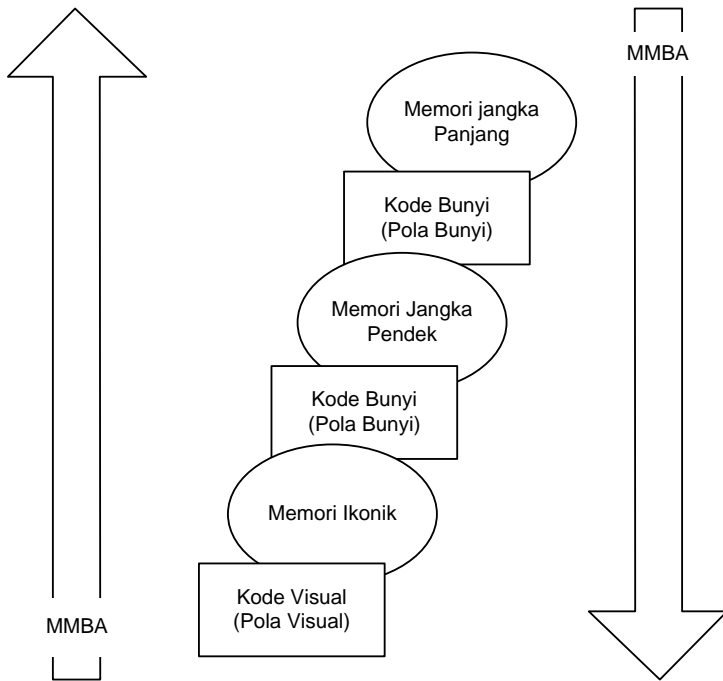 MMBA
Memori jangka
Panjang
Kode Bunyi
(Pola Bunyi)
Memori Jangka
Pendek
Kode Bunyi
(Pola Bunyi)
Memori Ikonik
Kode Visual
(Pola Visual)
MMBA